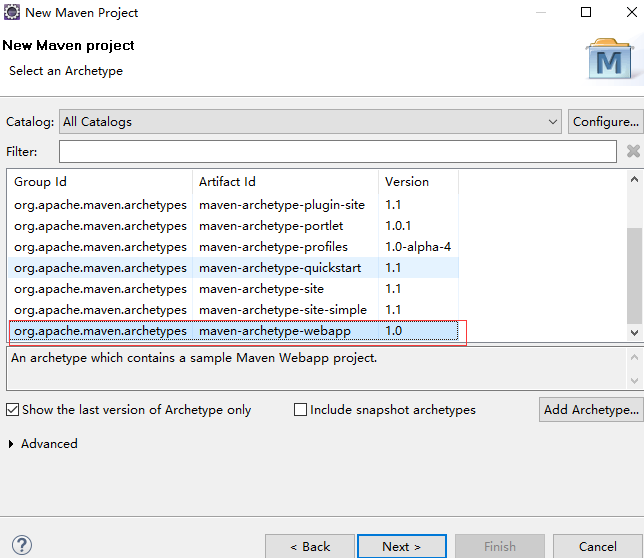 New Maven Project
New Maven project
Select an Archetype
M
Catalog: All Catalogs Configure...
Filter:
Group Id Artifact Id Version
org.apache.maven.archetypes maven-archetype-plugin-site 1.1
org.apache.maven.archetypes maven-archetype-portlet 1.0.1
org.apache.maven.archetypes maven-archetype-profiles 1.0-alpha-4
org.apache.maven.archetypes maven-archetype-quickstart 1.1
org.apache.maven.archetypes maven-archetype-site 1.1
org.apache.maven.archetypes maven-archetype-site-simple 1.1
org.apache.maven.archetypes maven-archetype-webapp 1.0
An archetype which contains a sample Maven Webapp project.
Show the last version of Archetype only Include snapshot archetypes Add Archetype...
Advanced
? < Back Next > Finish Cancel